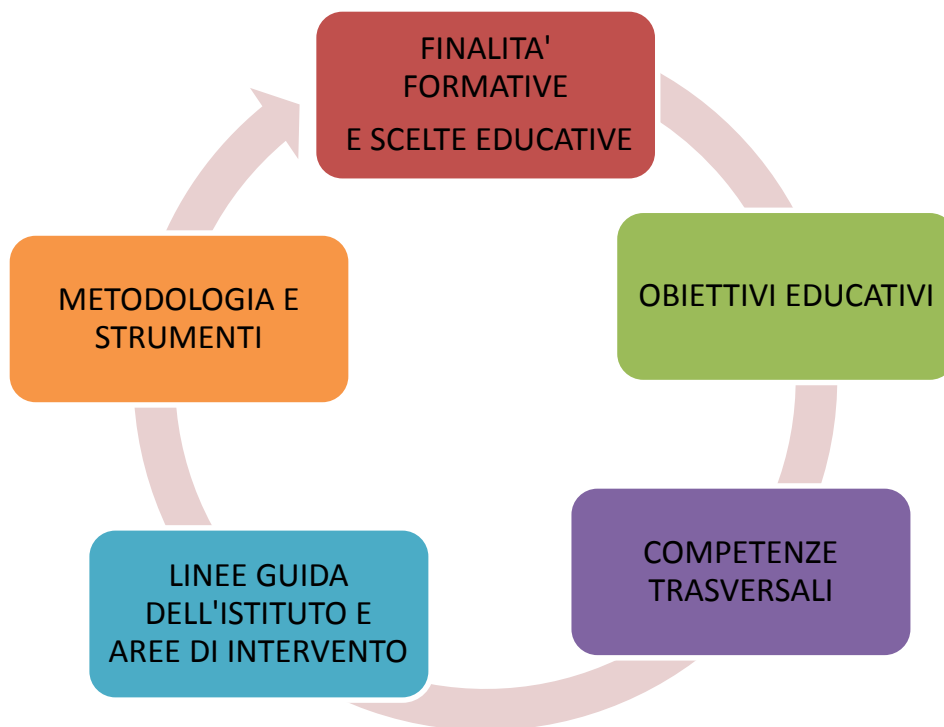 FINALITA'
FORMATIVE
E SCELTE EDUCATIVE
OBIETTIVI EDUCATIVI
COMPETENZE
TRASVERSALI
LINEE GUIDA
DELL'ISTITUTO E
AREE DI INTERVENTO
METODOLOGIA E
STRUMENTI